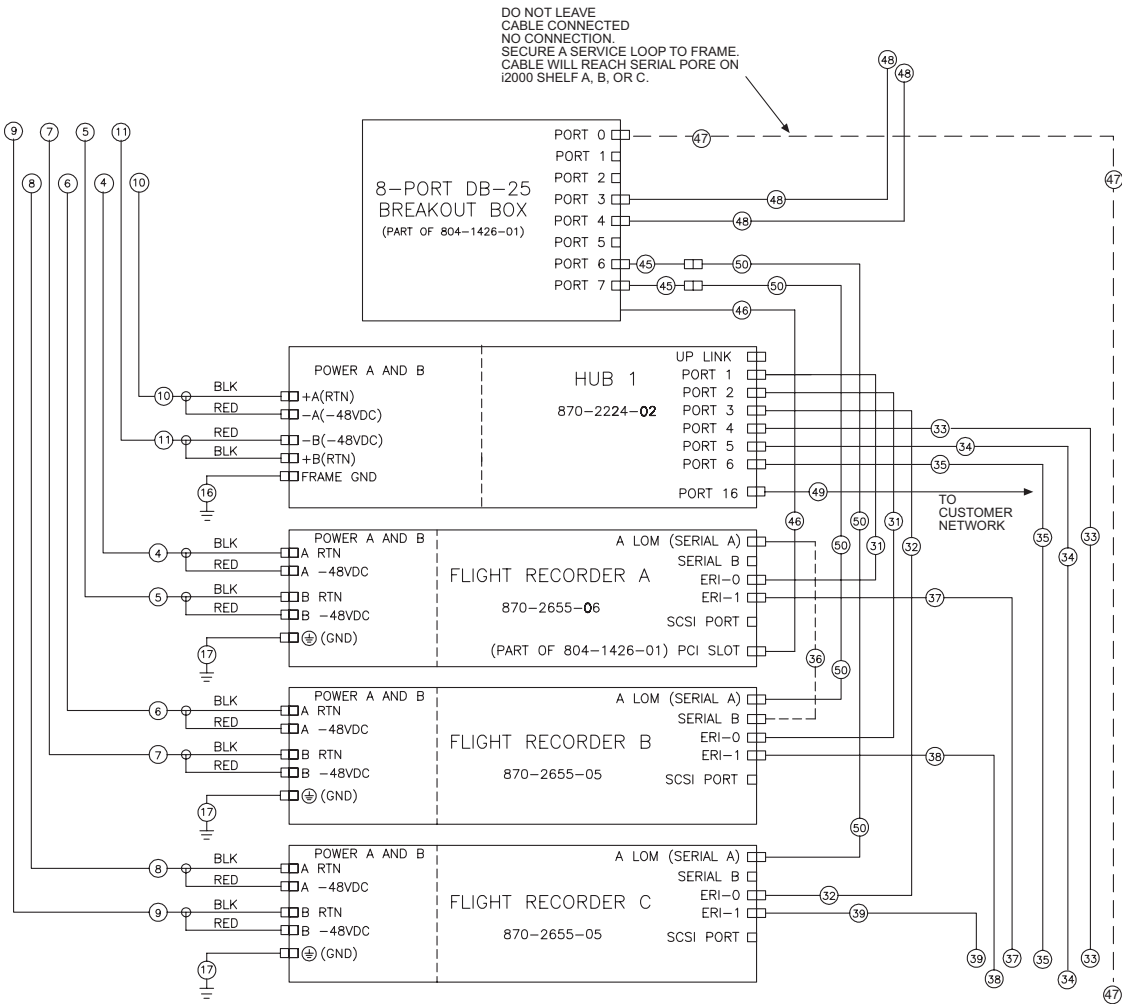 DO NOT LEAVE
CABLE CONNECTED
NO CONNECTION.
SECURE A SERVICE LOOP TO FRAME.
CABLE WILL REACH SERIAL PORE ON
i2000 SHELF A, B, OR C.
48
48
9
7
5
11
8
6
4
10
8-PORT DB-25
BREAKOUT BOX
(PART OF 804-1426-01)
PORT 0
PORT 1
PORT 2
PORT 3
PORT 4
PORT 5
PORT 6
PORT 7
47
47
48
48
45
50
45
50
46
POWER A AND B
10
BLK
+A(RTN)
RED
-A(-48VDC)
11
RED
-B(-48VDC)
BLK
+B(RTN)
16
FRAME GND
HUB 1
870-2224-02
UP LINK
PORT 1
PORT 2
PORT 3
PORT 4
PORT 5
PORT 6
PORT 16
33
34
35
49
TO
CUSTOMER
NETWORK
46
50
50
31
31
32
35
34
33
POWER A AND B
4
BLK
A RTN
RED
A -48VDC
5
BLK
B RTN
RED
B -48VDC
17
(GND)
FLIGHT RECORDER A
870-2655-06
(PART OF 804-1426-01)
A LOM (SERIAL A)
SERIAL B
ERI-0
ERI-1
SCSI PORT
PCI SLOT
37
36
50
POWER A AND B
6
BLK
A RTN
RED
A -48VDC
7
BLK
B RTN
RED
B -48VDC
17
(GND)
FLIGHT RECORDER B
870-2655-05
A LOM (SERIAL A)
SERIAL B
ERI-0
ERI-1
SCSI PORT
38
50
POWER A AND B
8
BLK
A RTN
RED
A -48VDC
9
BLK
B RTN
RED
B -48VDC
17
(GND)
FLIGHT RECORDER C
870-2655-05
A LOM (SERIAL A)
SERIAL B
ERI-0
ERI-1
SCSI PORT
32
39
39
38
37
35
34
33
47